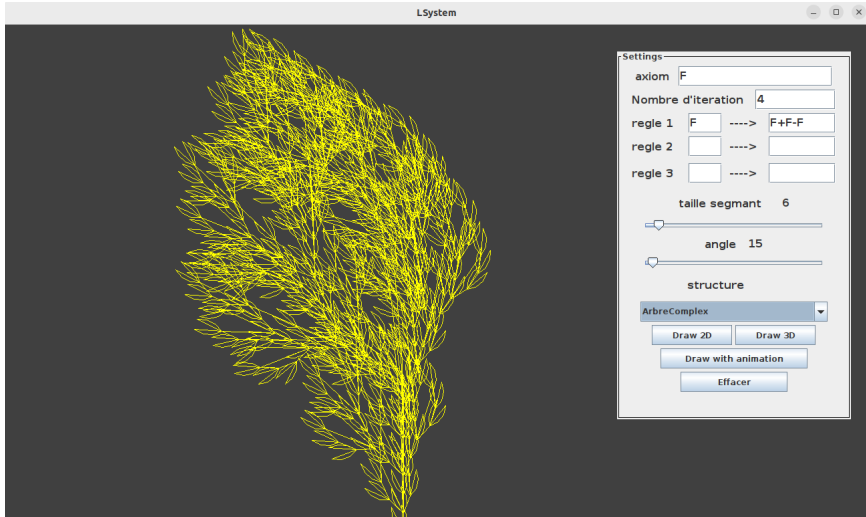 LSystem
Settings
axiom F
Nombre d'iteration 4
regle 1 F ----> F+F-F
regle 2 ---->
regle 3 ---->
taille segmant 6
angle 15
structure
ArbreComplex
Draw 2D Draw 3D
Draw with animation
Effacer